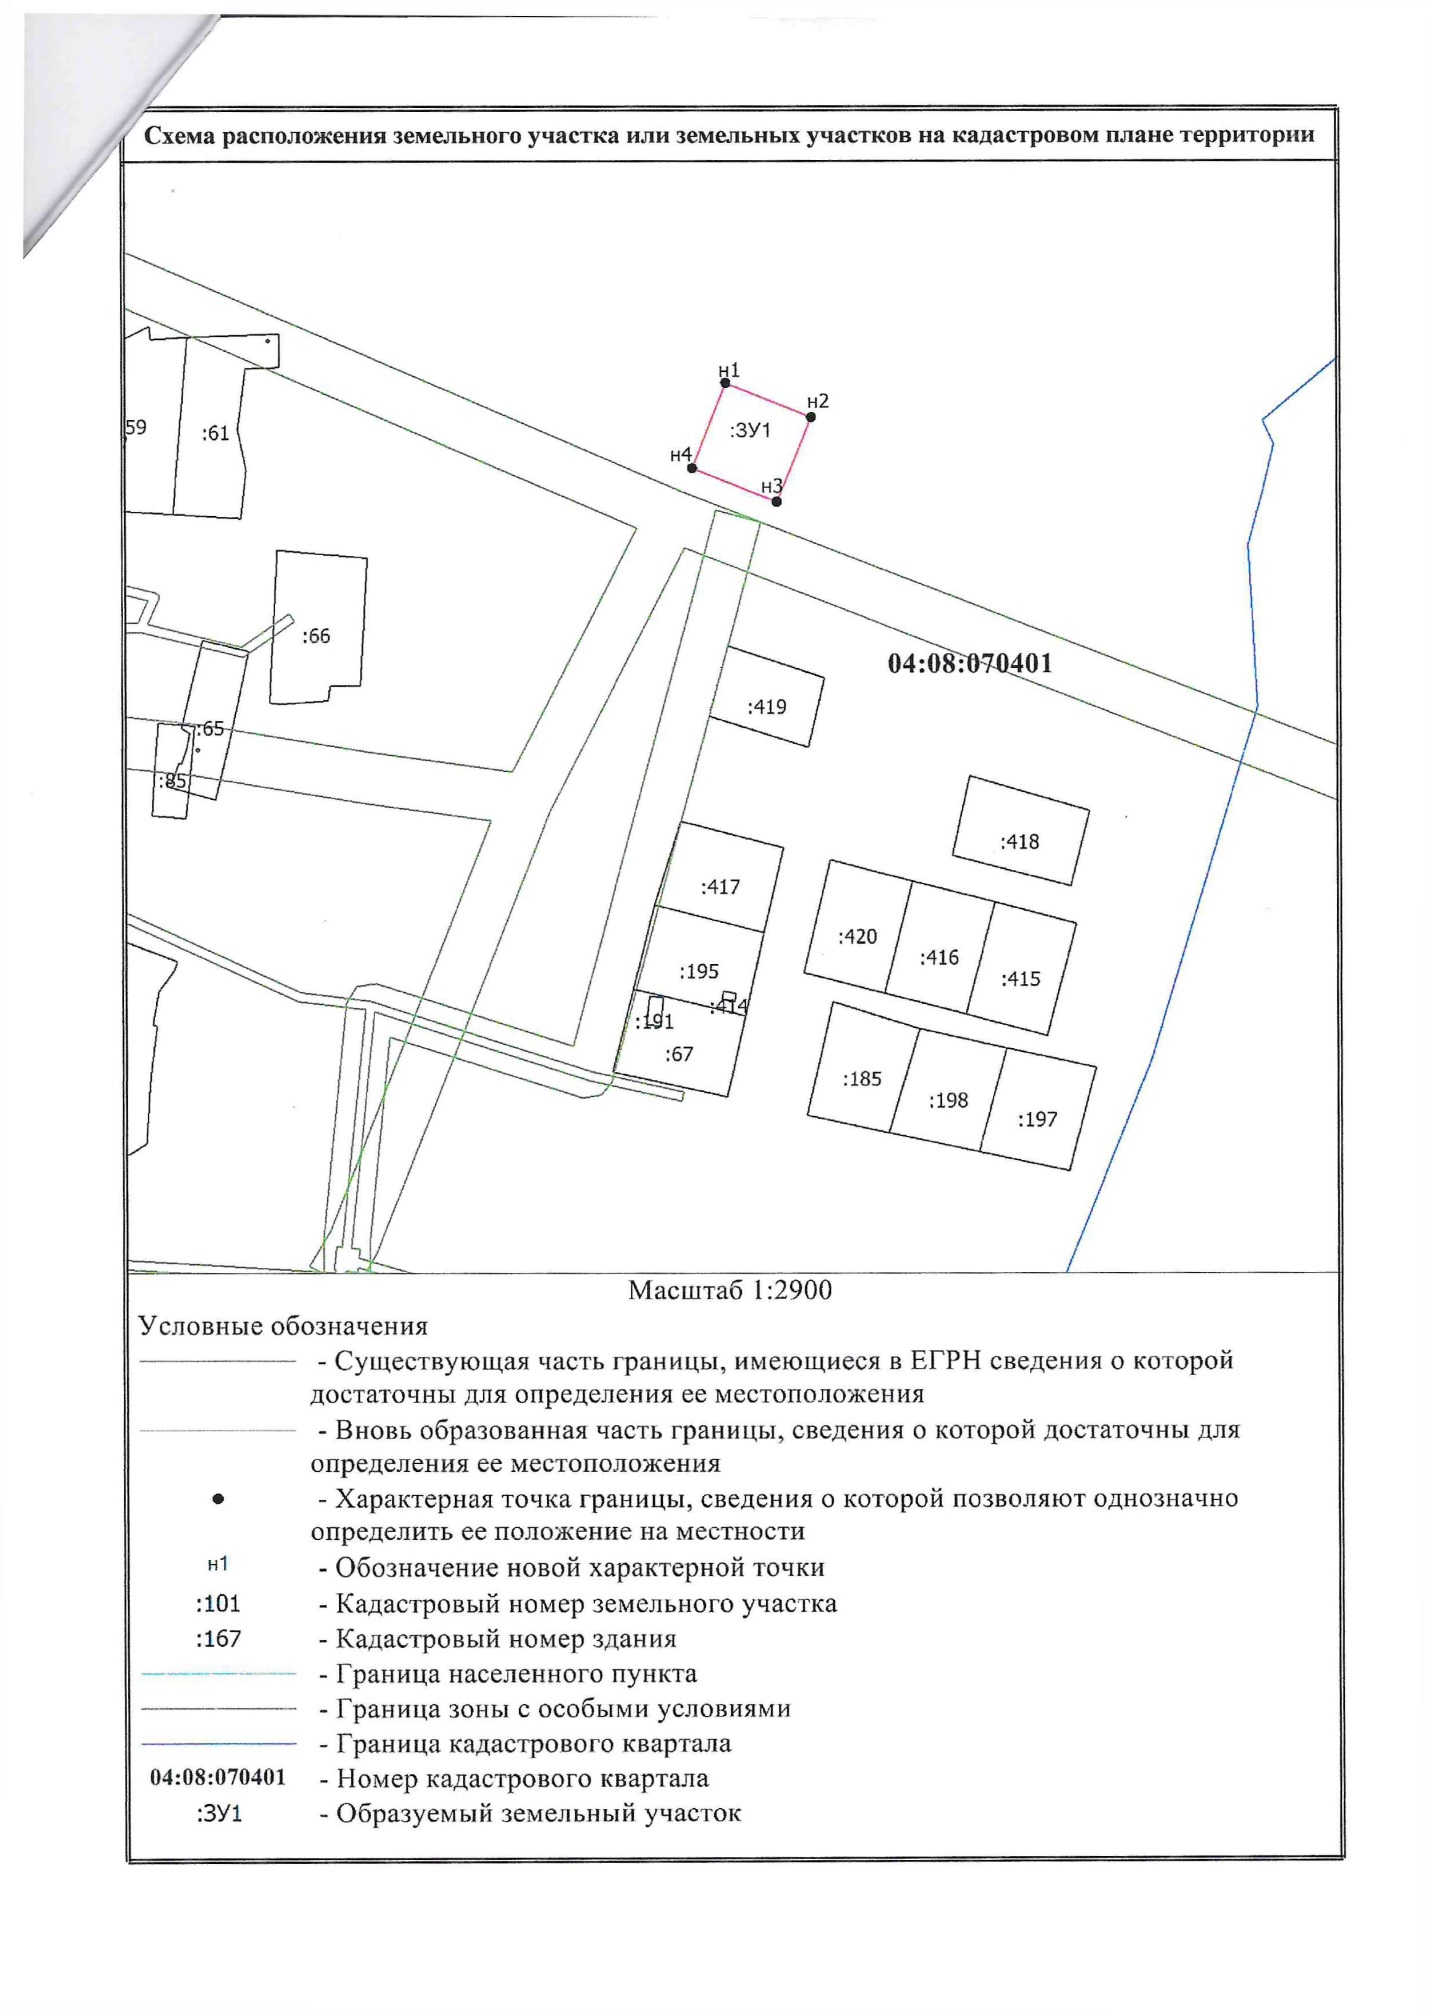 Схема расположения земельного участка или земельных участков на кадастровом плане территории
н1
н2
:ЗУ1
59
:61
н4
н3
:66
04:08:070401
:419
:65
:85
:418
:417
:420
:416
:195
:415
:414
:191
:67
:185
:198
:197
Масштаб 1:2900
Условные обозначения
- Существующая часть границы, имеющиеся в ЕГРН сведения о которой
достаточны для определения ее местоположения
- Вновь образованная часть границы, сведения о которой достаточны для
определения ее местоположения
- Характерная точка границы, сведения о которой позволяют однозначно
определить ее положение на местности
н1 - Обозначение новой характерной точки
:101 - Кадастровый номер земельного участка
:167 - Кадастровый номер здания
- Граница населенного пункта
- Граница зоны с особыми условиями
- Граница кадастрового квартала
04:08:070401 - Номер кадастрового квартала
:ЗУ1 - Образуемый земельный участок